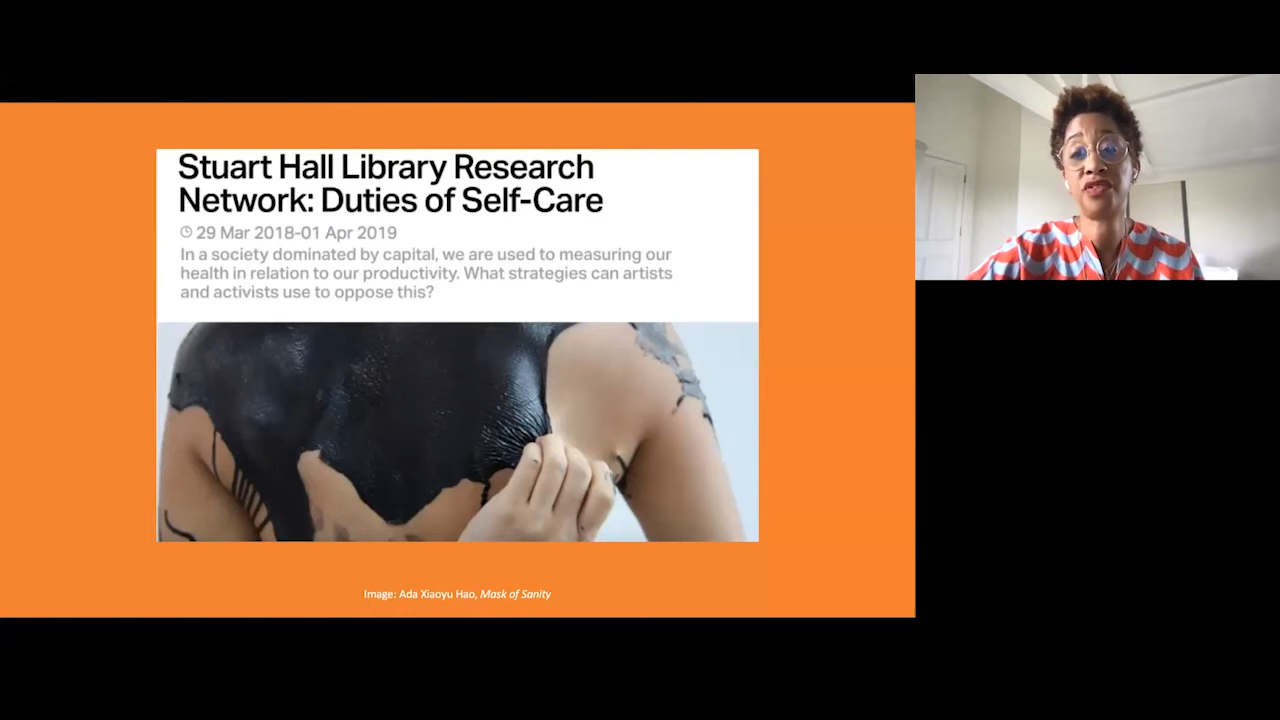 Stuart Hall Library Research
Network: Duties of Self-Care
29 Mar 2018-01 Apr 2019
In a society dominated by capital, we are used to measuring our
health in relation to our productivity. What strategies can artists
and activists use to oppose this?
Image: Ada Xiaoyu Hao, Mask of Sanity